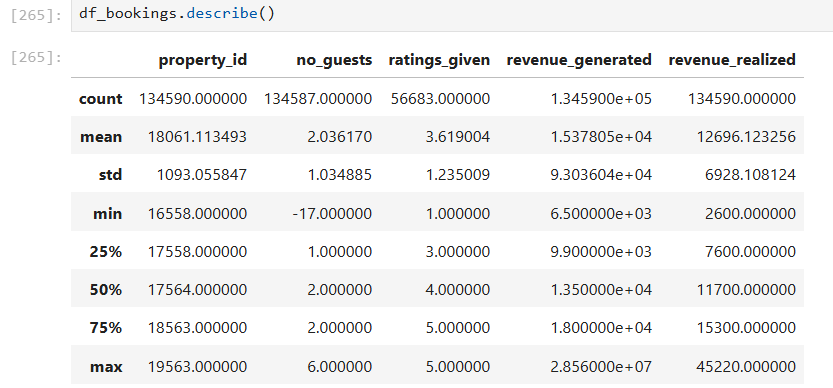 [265]: df_bookings.describe()
[265]: property_id no_guests ratings_given revenue_generated revenue_realized
count 134590.000000 134587.000000 56683.000000 1.345900e+05 134590.000000
mean 18061.113493 2.036170 3.619004 1.537805e+04 12696.123256
std 1093.055847 1.034885 1.235009 9.303604e+04 6928.108124
min 16558.000000 -17.000000 1.000000 6.500000e+03 2600.000000
25% 17558.000000 1.000000 3.000000 9.900000e+03 7600.000000
50% 17564.000000 2.000000 4.000000 1.350000e+04 11700.000000
75% 18563.000000 2.000000 5.000000 1.800000e+04 15300.000000
max 19563.000000 6.000000 5.000000 2.856000e+07 45220.000000